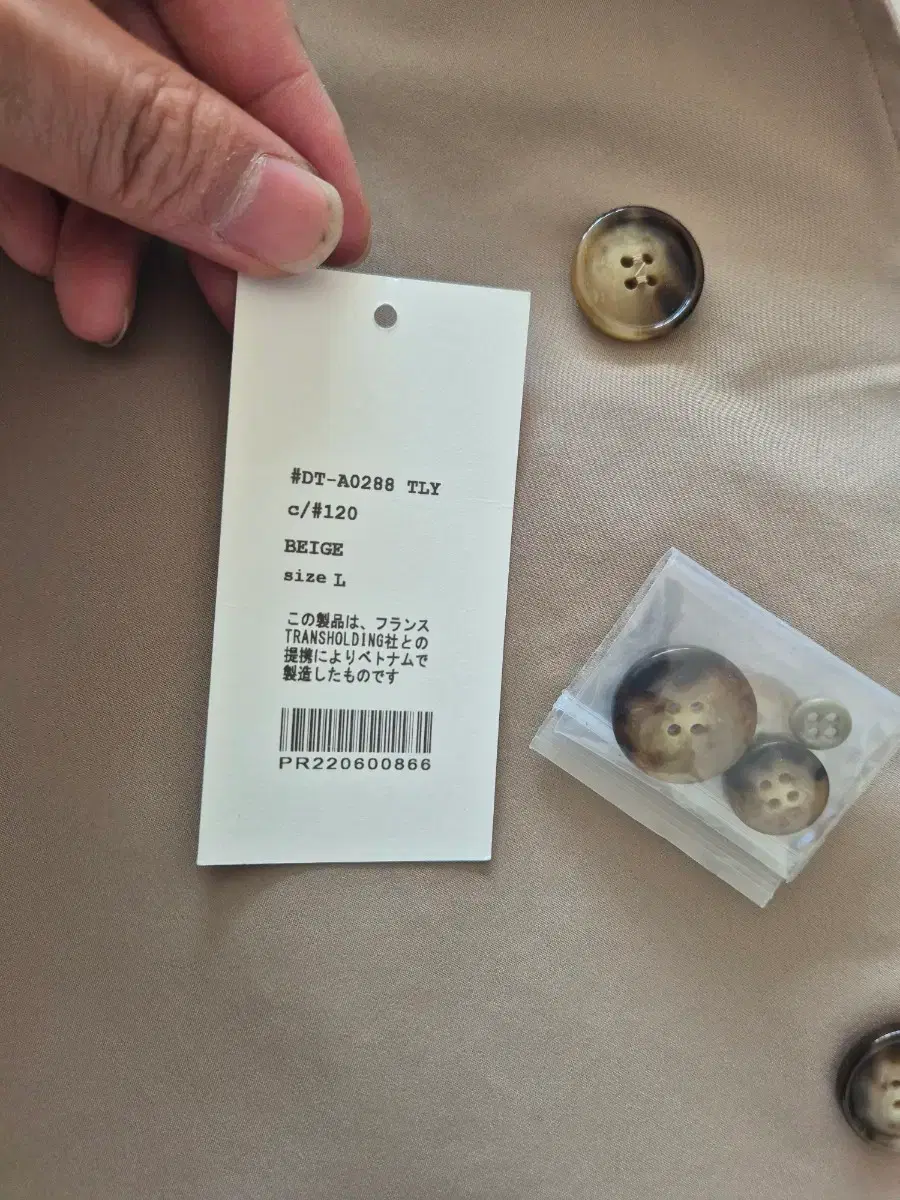 #DT-A0288 TLY
c/#120
BEIGE
size L
この製品は、フランス
TRANSHOLDING社との
提携によりベトナムで
製造したものです
PR220600866